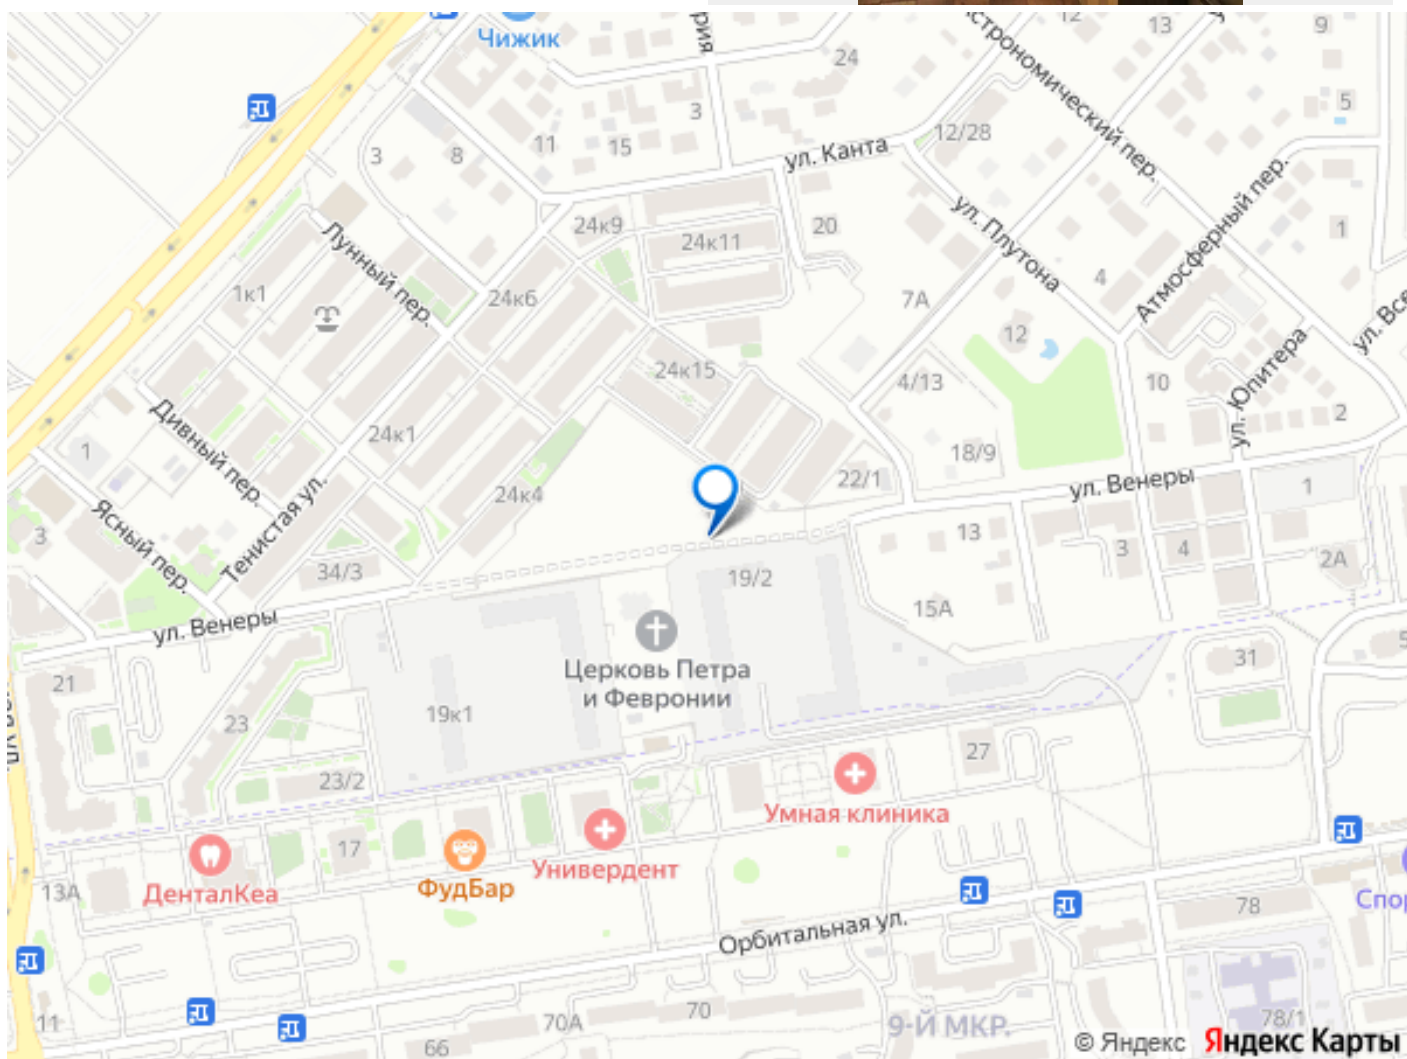 Чижик
12
13
9
24
5
3
15
11
8
3
12/28
ул. Канта
Астрономический пер.
ул. Плутона
Атмосферный пер.
20
1
24к9
24к11
Лунный пер.
1к1
24к6
7А
4
12
ул. Юпитера
24к15
4/13
10
2
Дивный пер.
24к1
1
18/9
22/1
24к4
ул. Венеры
1
Тенистая ул.
Ясный пер.
3
13
3
4
2А
34/3
19/2
15А
ул. Венеры
Церковь Петра
и Февронии
31
21
23
19к1
27
23/2
Умная клиника
17
Универдент
ФудБар
ДенталКеа
13А
78
Орбитальная ул.
11
70А
70
66
9-Й МКР.
78/1
© Яндекс Яндекс Карты